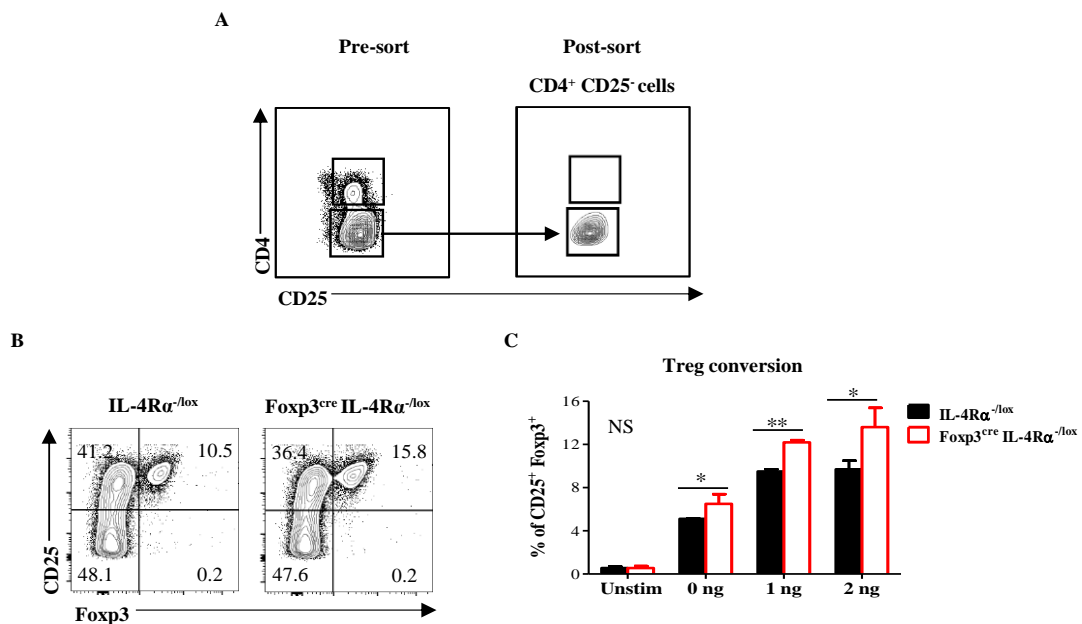 A
Pre-sort
Post-sort
CD4⁺ CD25⁻ cells
CD4
CD25
B
IL-4Rα⁻/ˡᵒˣ
Foxp3ᶜʳᵉ IL-4Rα⁻/ˡᵒˣ
41.2
10.5
48.1
0.2
36.4
15.8
47.6
0.2
CD25
Foxp3
C
Treg conversion
% of CD25⁺ Foxp3⁺
16
12
8
4
0
NS
*
**
*
Unstim
0 ng
1 ng
2 ng
IL-4Rα⁻/ˡᵒˣ
Foxp3ᶜʳᵉ IL-4Rα⁻/ˡᵒˣ